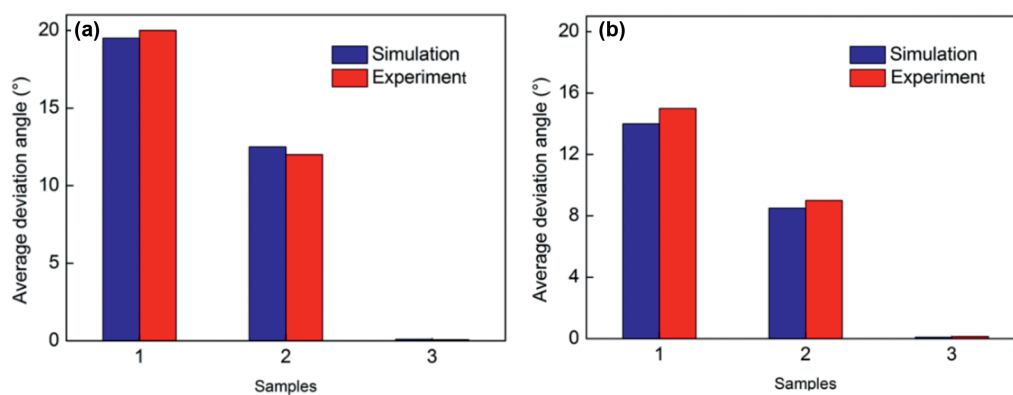 (a)
Simulation
Experiment
Average deviation angle (°)
20
15
10
5
0
1 2 3
Samples
(b)
Simulation
Experiment
Average deviation angle (°)
20
16
12
8
4
0
1 2 3
Samples